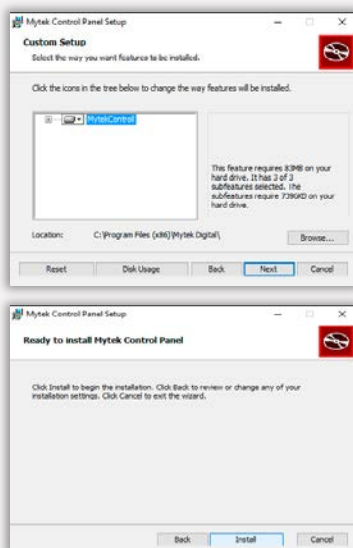 Mytek Control Panel Setup
Custom Setup
Select the way you want features to be installed.
Click the icons in the tree below to change the way features will be installed.
MytekControl
This feature requires 83MB on your
hard drive. It has 3 of 3
subfeatures selected. The
subfeatures require 739KB on your
hard drive.
Location: C:\Program Files (x86)\Mytek Digital\
Browse...
Reset Disk Usage Back Next Cancel
Mytek Control Panel Setup
Ready to install Mytek Control Panel
Click Install to begin the installation. Click Back to review or change any of your
installation settings. Click Cancel to exit the wizard.
Back Install Cancel